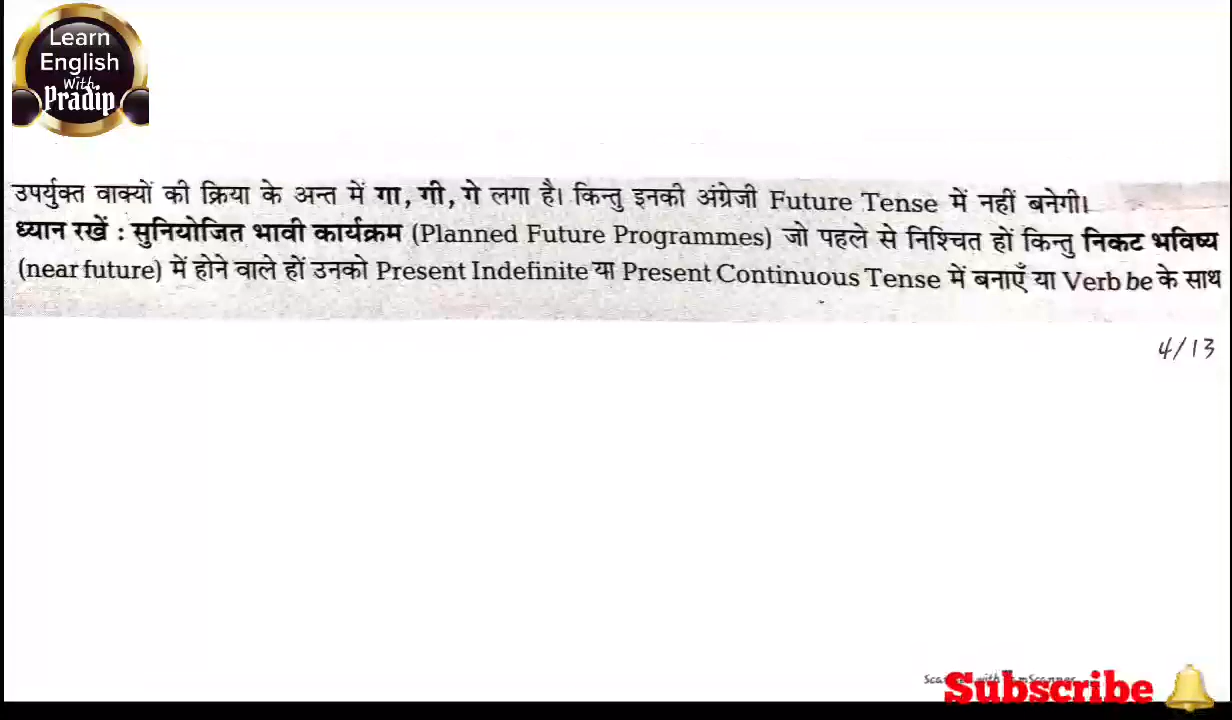 Learn
English
With
Pradip
उपर्युक्त वाक्यों की क्रिया के अन्त में गा, गी, गे लगा है। किन्तु इनकी अंग्रेजी Future Tense में नहीं बनेगी।
ध्यान रखें : सुनियोजित भावी कार्यक्रम (Planned Future Programmes) जो पहले से निश्चित हों किन्तु निकट भविष्य
(near future) में होने वाले हों उनको Present Indefinite या Present Continuous Tense में बनाएँ या Verb be के साथ
4/13
Subscribe